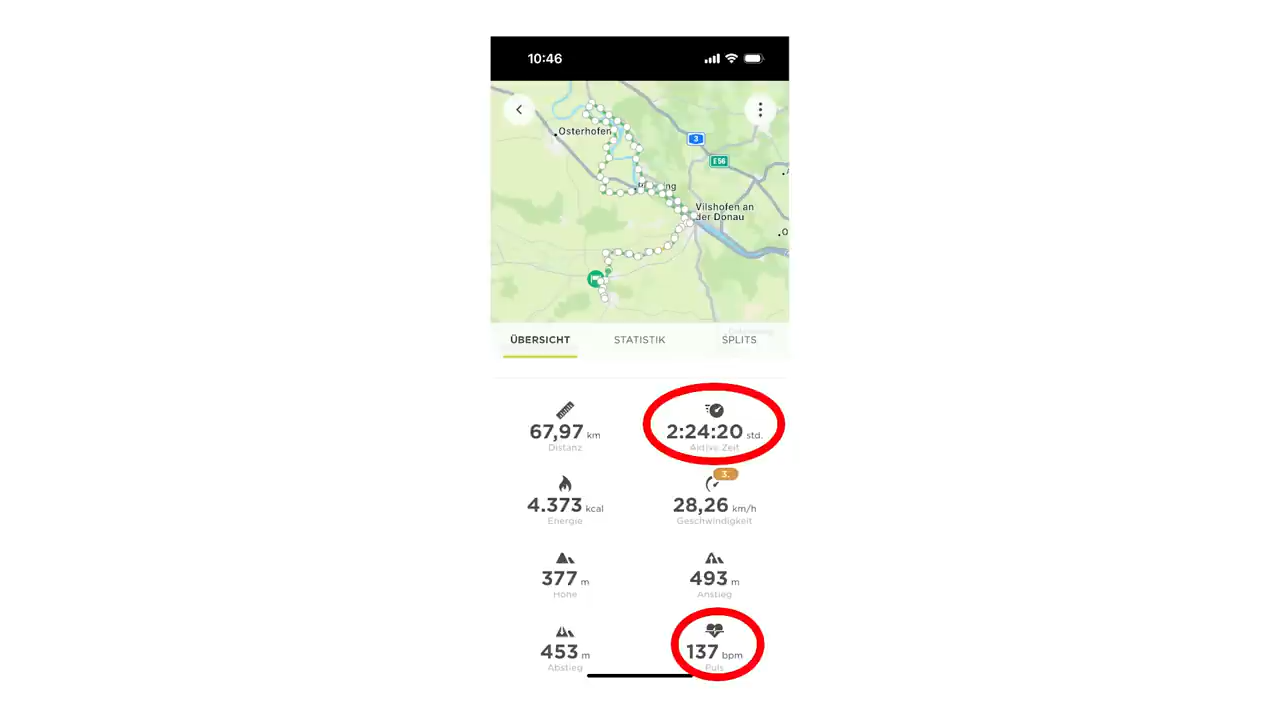 10:46
Osterhofen
3
E56
Vilshofen an
der Donau
ÜBERSICHT STATISTIK SPLITS
67,97 km 2:24:20 std.
Distanz Aktive Zeit
3.
4.373 kcal 28,26 km/h
Energie Geschwindigkeit
377 m 493 m
Höhe Anstieg
453 m 137 bpm
Abstieg Puls